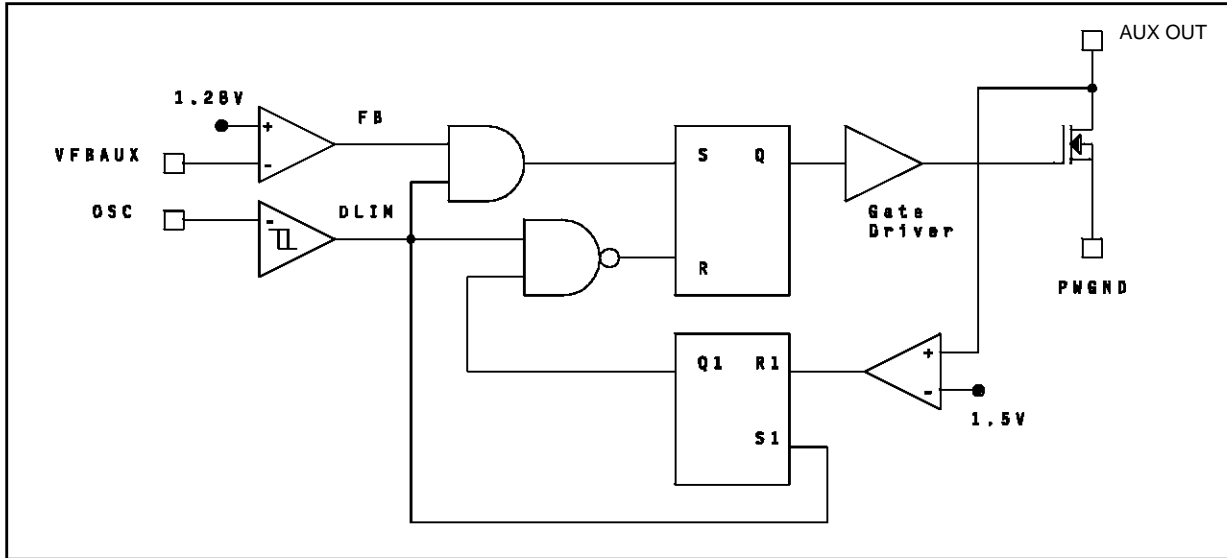 AUX OUT
1.28V
FB
VFBAUX
S
Q
OSC
DLIM
Gate
Driver
R
PWGND
Q1
R1
1.5V
S1
+
-
-
+
-